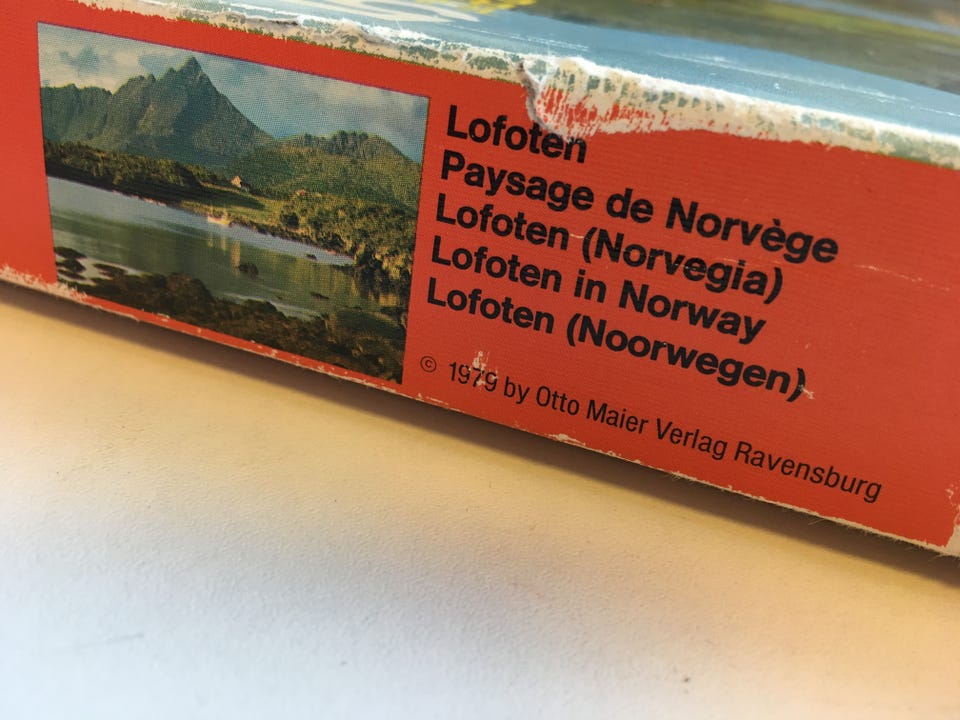 Lofoten
Paysage de Norvège
Lofoten (Norvegia)
Lofoten in Norway
Lofoten (Noorwegen)
© 1979 by Otto Maier Verlag Ravensburg